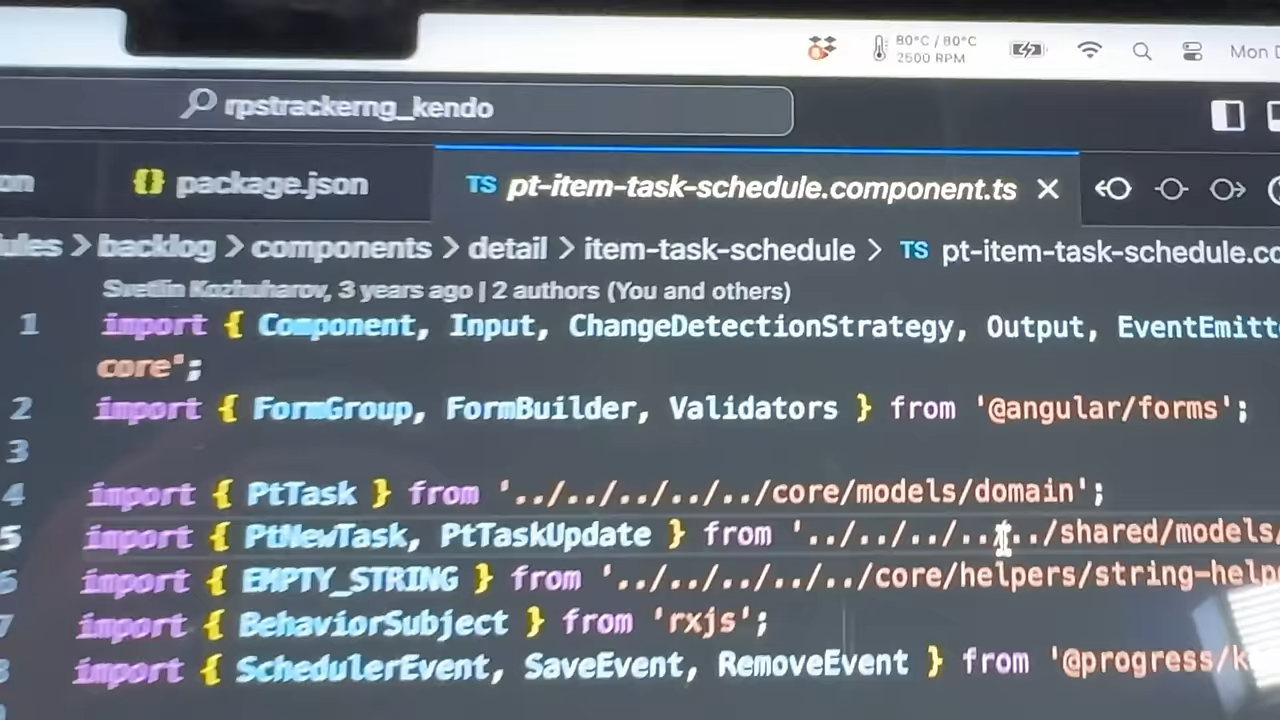 80°C / 80°C
2500 RPM
Mon
rpstrackerng_kendo
package.json
TS pt-item-task-schedule.component.ts
> backlog > components > detail > item-task-schedule > TS pt-item-task-schedule.co
Svetlin Kozhuharov, 3 years ago | 2 authors (You and others)
1 import { Component, Input, ChangeDetectionStrategy, Output, EventEmitt
core';
2 import { FormGroup, FormBuilder, Validators } from '@angular/forms';
3
4 import { PtTask } from '../../../../../core/models/domain';
5 import { PtNewTask, PtTaskUpdate } from '../../../../../shared/models/
6 import { EMPTY_STRING } from '../../../../../core/helpers/string-help
7 import { BehaviorSubject } from 'rxjs';
8 import { SchedulerEvent, SaveEvent, RemoveEvent } from '@progress/k